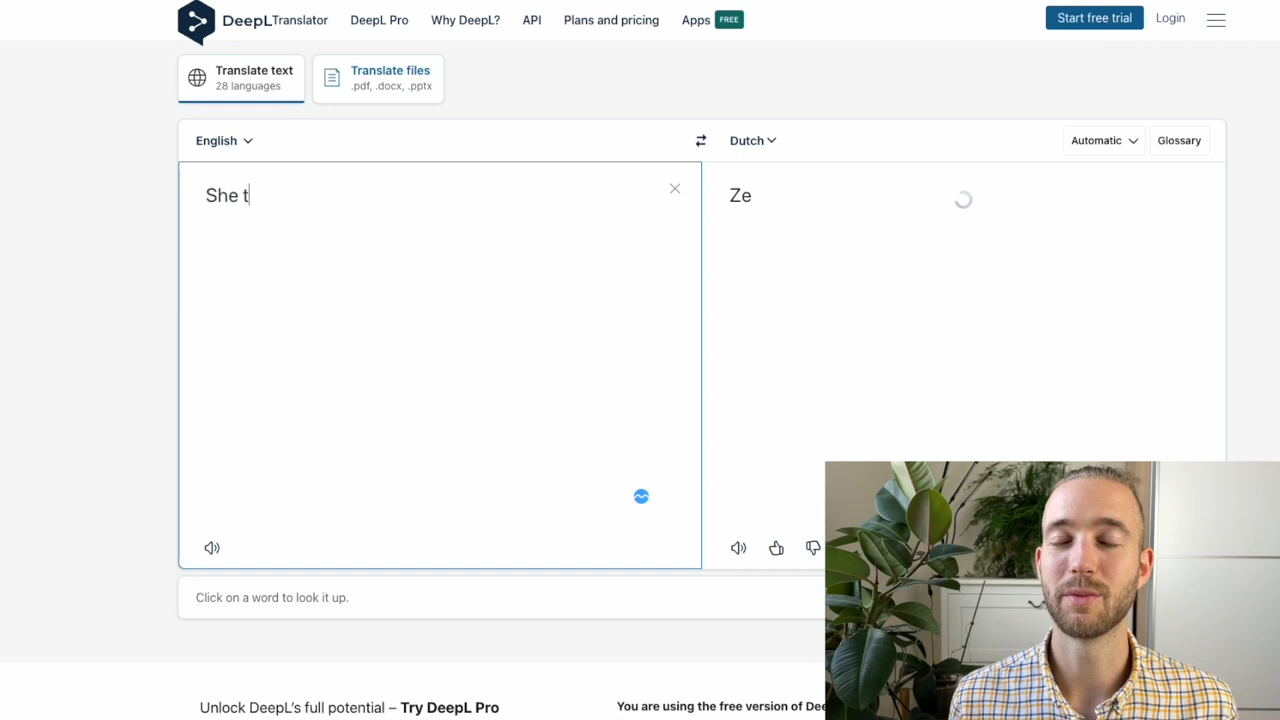 DeepL Translator DeepL Pro Why DeepL? API Plans and pricing Apps FREE Start free trial Login
Translate text
28 languages
Translate files
.pdf, .docx, .pptx
English Dutch Automatic Glossary
She t Ze
Click on a word to look it up.
Unlock DeepL's full potential – Try DeepL Pro You are using the free version of Dee